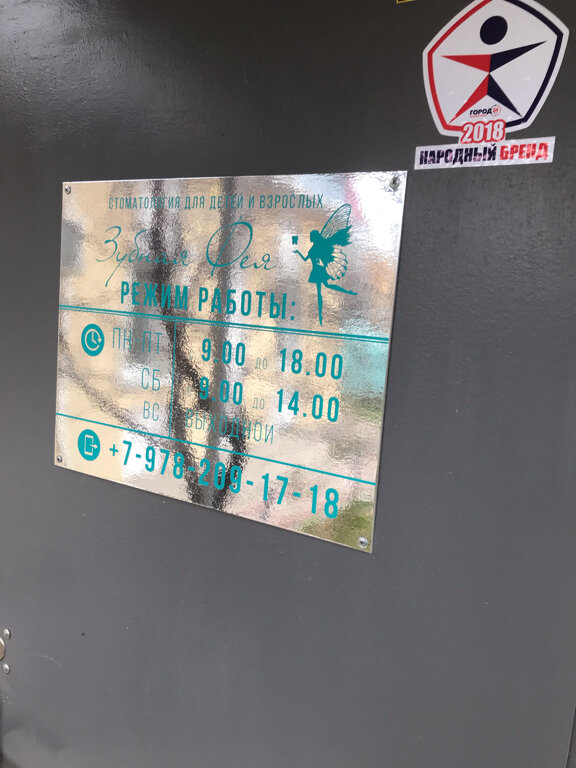 ГОРОД 24
2018
НАРОДНЫЙ БРЕНД
СТОМАТОЛОГИЯ ДЛЯ ДЕТЕЙ И ВЗРОСЛЫХ
Зубная Фея
РЕЖИМ РАБОТЫ:
ПН-ПТ 9.00 до 18.00
СБ 9.00 до 14.00
ВС ВЫХОДНОЙ
+7-978-209-17-18